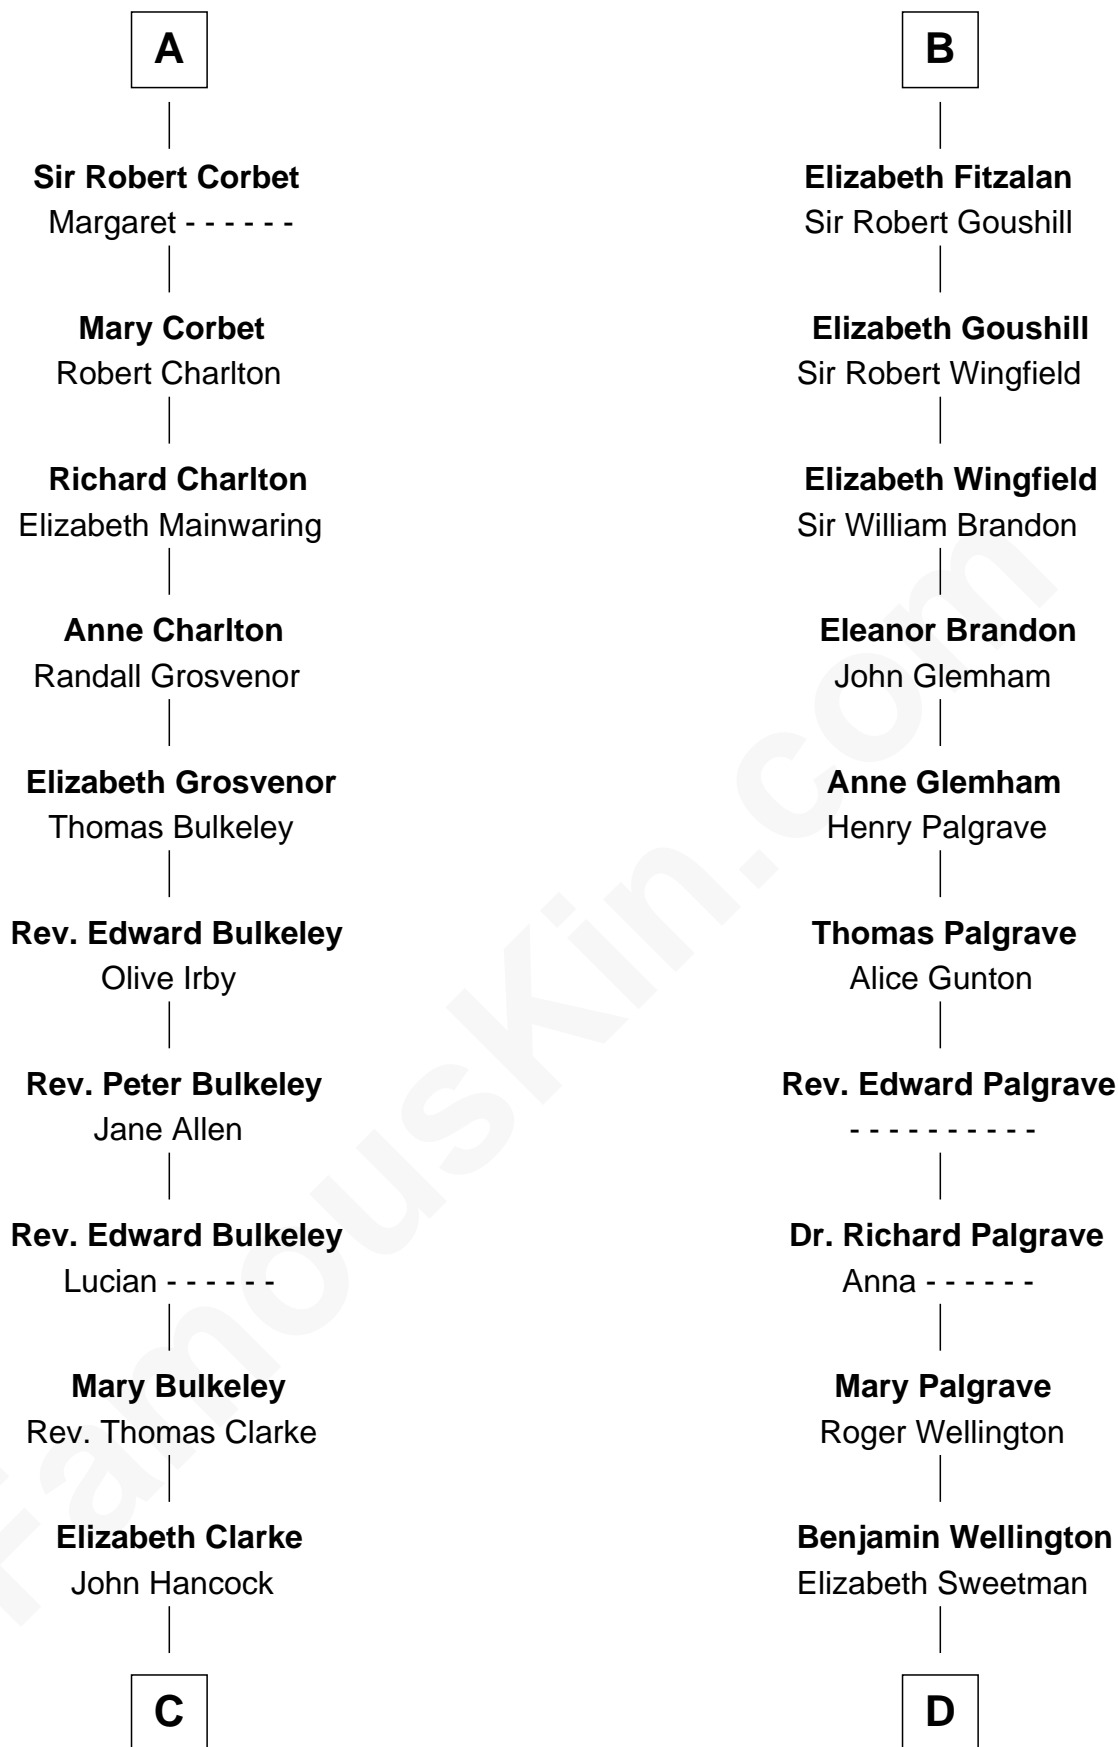 A
Sir Robert Corbet
Margaret - - - - - -
Mary Corbet
Robert Charlton
Richard Charlton
Elizabeth Mainwaring
Anne Charlton
Randall Grosvenor
Elizabeth Grosvenor
Thomas Bulkeley
Rev. Edward Bulkeley
Olive Irby
Rev. Peter Bulkeley
Jane Allen
Rev. Edward Bulkeley
Lucian - - - - - -
Mary Bulkeley
Rev. Thomas Clarke
Elizabeth Clarke
John Hancock
C
B
Elizabeth Fitzalan
Sir Robert Goushill
Elizabeth Goushill
Sir Robert Wingfield
Elizabeth Wingfield
Sir William Brandon
Eleanor Brandon
John Glemham
Anne Glemham
Henry Palgrave
Thomas Palgrave
Alice Gunton
Rev. Edward Palgrave
- - - - - - - - - -
Dr. Richard Palgrave
Anna - - - - - -
Mary Palgrave
Roger Wellington
Benjamin Wellington
Elizabeth Sweetman
D
FamousKin.com